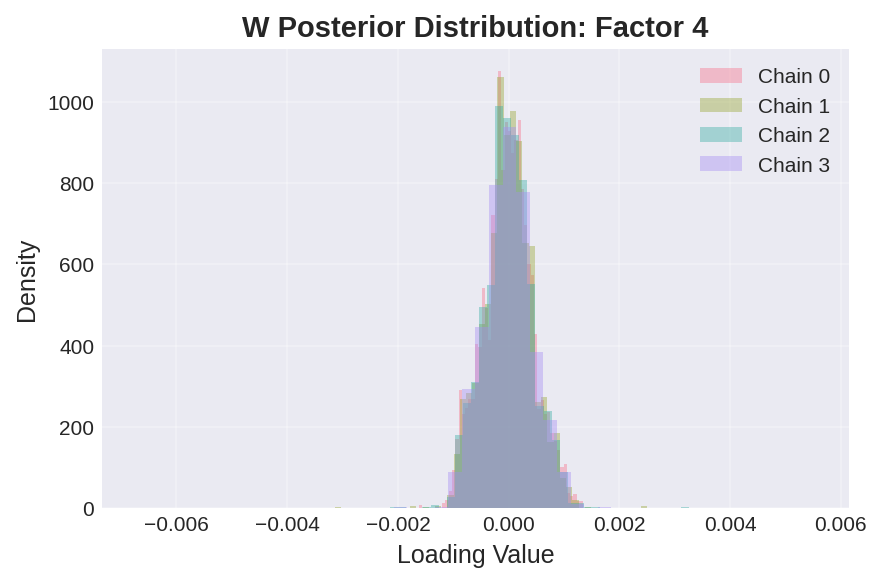 W Posterior Distribution: Factor 4
Chain 0
Chain 1
Chain 2
Chain 3
Density
1000
800
600
400
200
0
−0.006 −0.004 −0.002 0.000 0.002 0.004 0.006
Loading Value